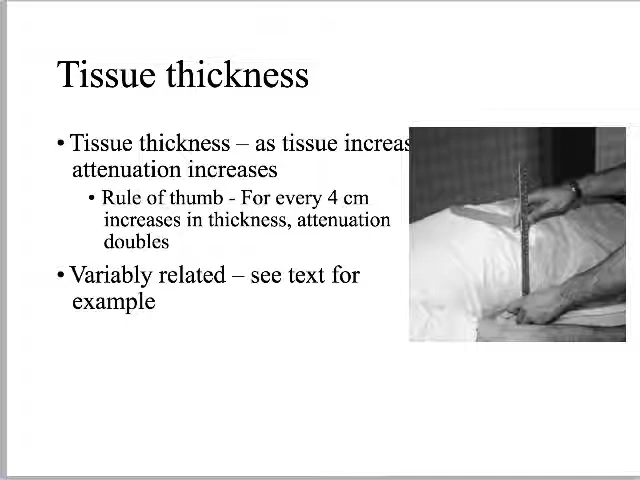 Tissue thickness
• Tissue thickness – as tissue increas
attenuation increases
• Rule of thumb - For every 4 cm
increases in thickness, attenuation
doubles
• Variably related – see text for
example